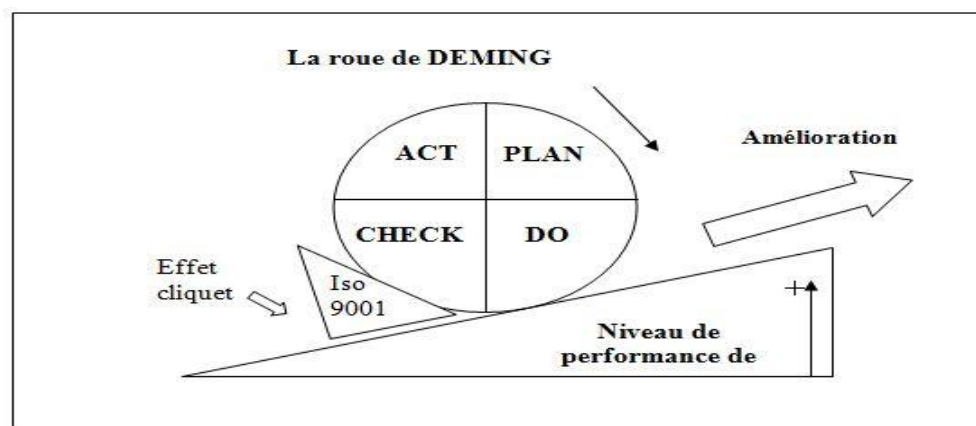 La roue de DEMING
Amélioration
ACT
PLAN
CHECK
DO
Effet
cliquet
Iso
9001
+
Niveau de
performance de